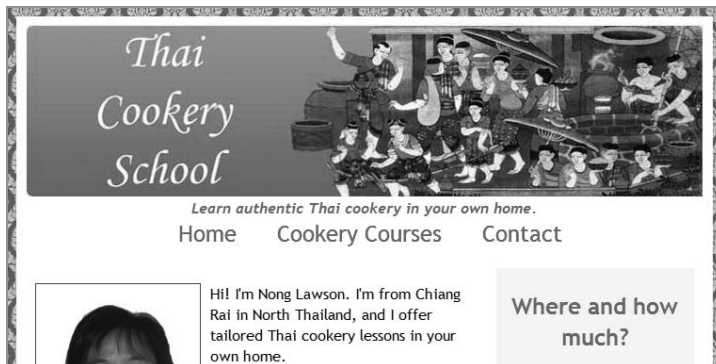 Thai
Cookery
School
Learn authentic Thai cookery in your own home.
Home Cookery Courses Contact
Hi! I'm Nong Lawson. I'm from Chiang
Rai in North Thailand, and I offer
tailored Thai cookery lessons in your
own home.
Where and how
much?